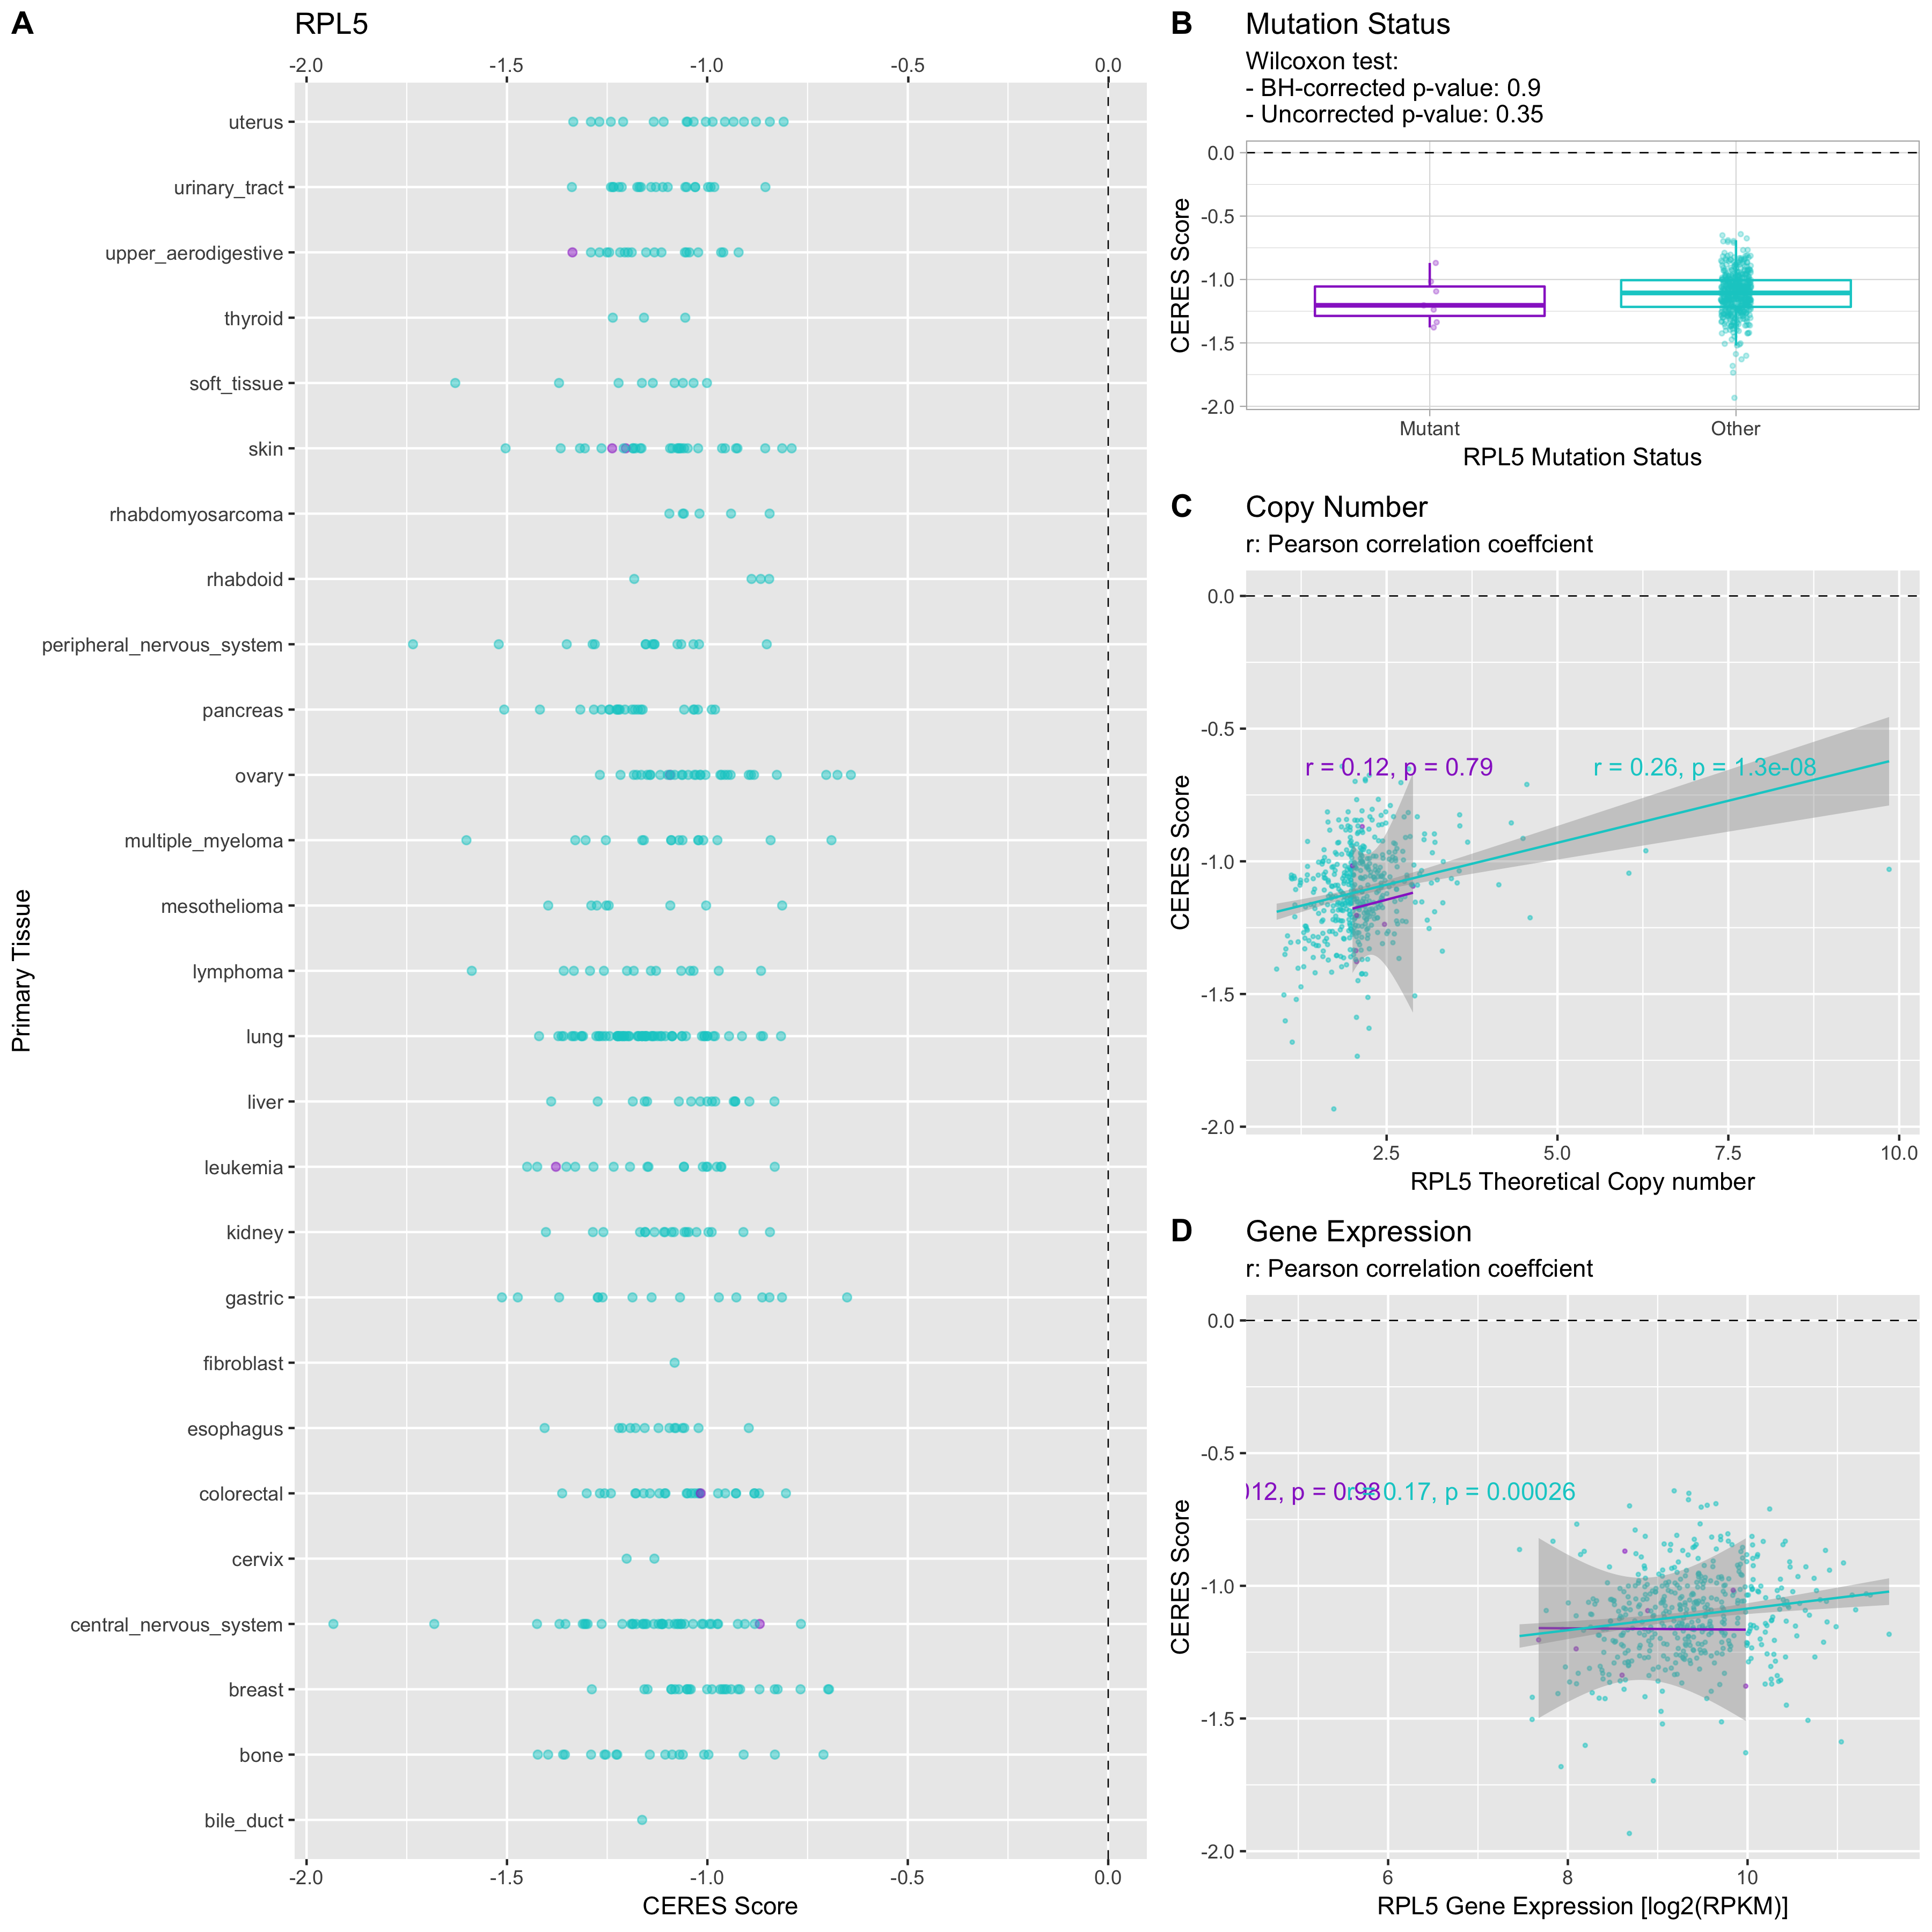 A
RPL5
-2.0 -1.5 -1.0 -0.5 0.0
Primary Tissue
uterus
urinary_tract
upper_aerodigestive
thyroid
soft_tissue
skin
rhabdomyosarcoma
rhabdoid
peripheral_nervous_system
pancreas
ovary
multiple_myeloma
mesothelioma
lymphoma
lung
liver
leukemia
kidney
gastric
fibroblast
esophagus
colorectal
cervix
central_nervous_system
breast
bone
bile_duct
-2.0 -1.5 -1.0 -0.5 0.0
CERES Score
B
Mutation Status
Wilcoxon test:
- BH-corrected p-value: 0.9
- Uncorrected p-value: 0.35
CERES Score
0.0
-0.5
-1.0
-1.5
-2.0
Mutant Other
RPL5 Mutation Status
C
Copy Number
r: Pearson correlation coeffcient
CERES Score
0.0
-0.5
-1.0
-1.5
-2.0
r = 0.12, p = 0.79 r = 0.26, p = 1.3e-08
2.5 5.0 7.5 10.0
RPL5 Theoretical Copy number
D
Gene Expression
r: Pearson correlation coeffcient
CERES Score
0.0
-0.5
-1.0
-1.5
-2.0
012, p = 0.98 r = 0.17, p = 0.00026
6 8 10
RPL5 Gene Expression [log2(RPKM)]